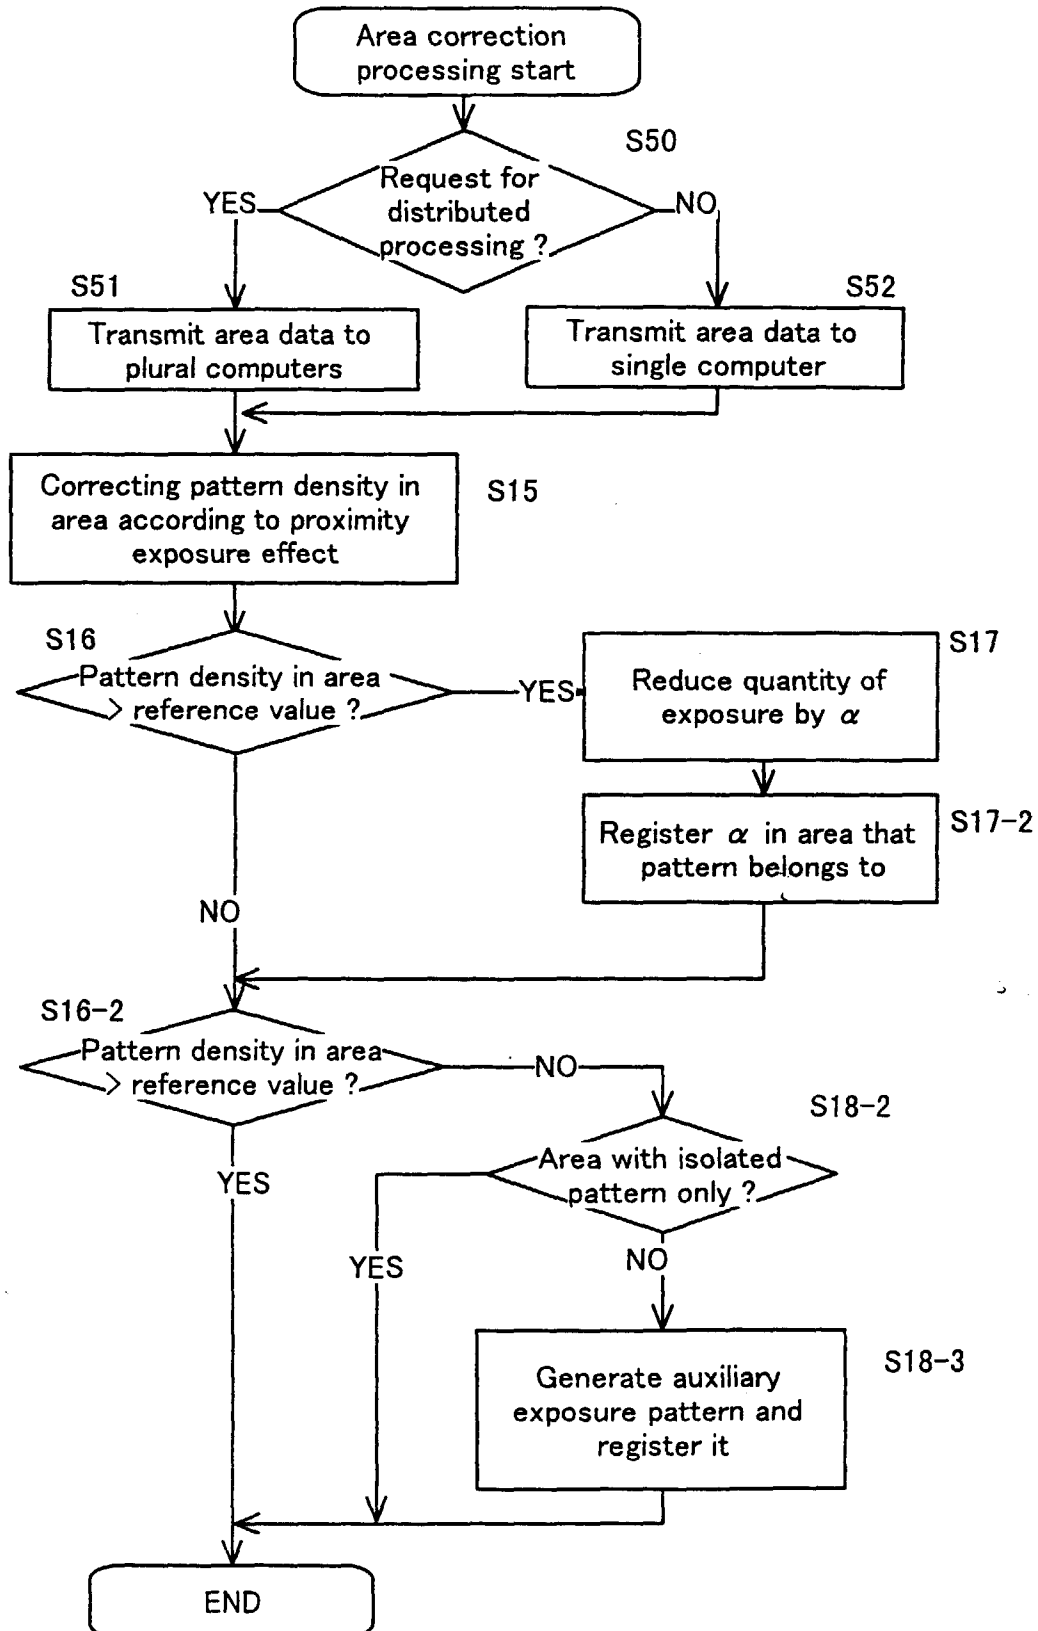 Area correction
processing start
S50
Request for
distributed
processing ?
YES
NO
S51
S52
Transmit area data to
plural computers
Transmit area data to
single computer
Correcting pattern density in
area according to proximity
exposure effect
S15
S16
Pattern density in area
> reference value ?
YES
S17
Reduce quantity of
exposure by α
Register α in area that
pattern belongs to
S17-2
NO
S16-2
Pattern density in area
> reference value ?
NO
S18-2
Area with isolated
pattern only ?
YES
YES
NO
S18-3
Generate auxiliary
exposure pattern and
register it
END